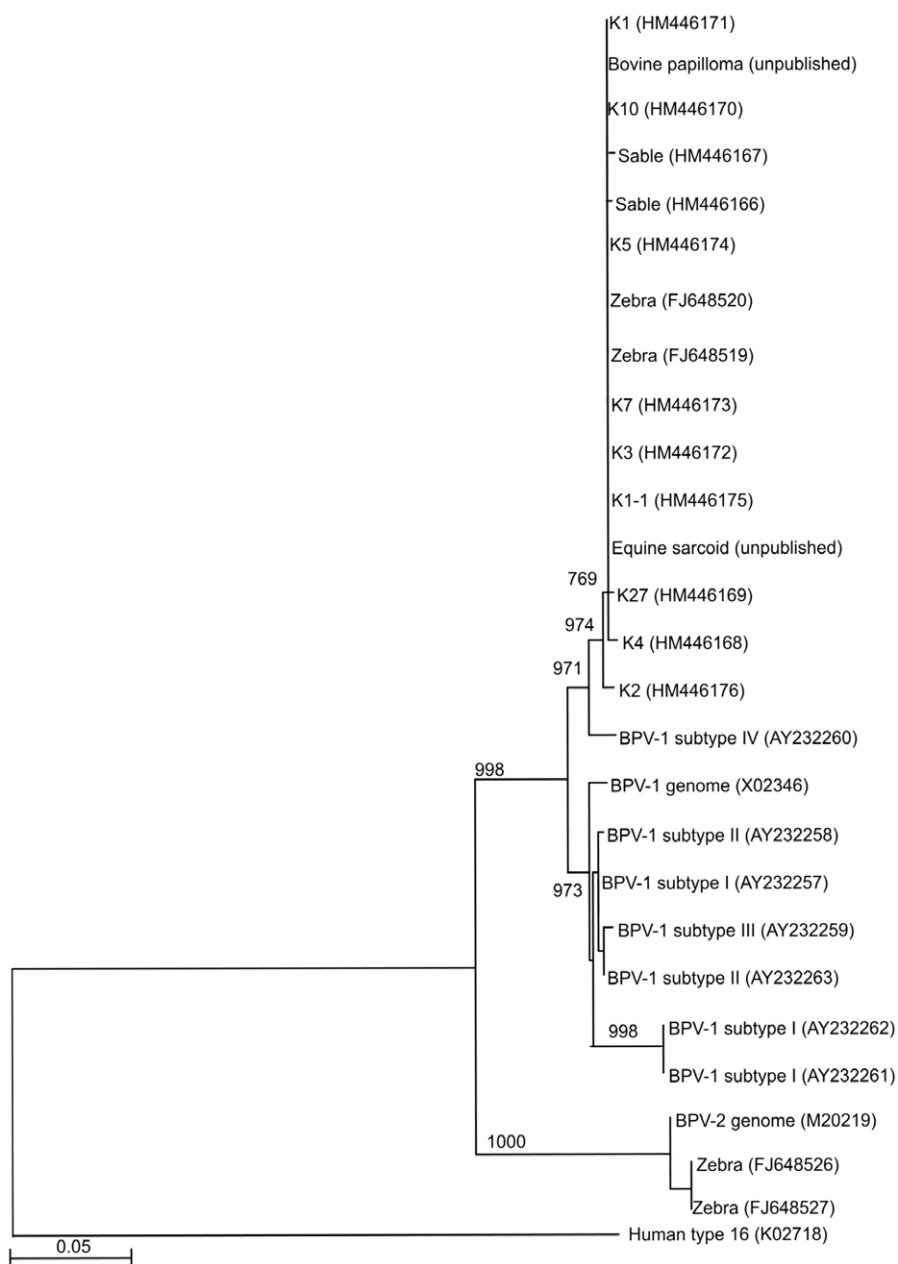 K1 (HM446171)
Bovine papilloma (unpublished)
K10 (HM446170)
Sable (HM446167)
Sable (HM446166)
K5 (HM446174)
Zebra (FJ648520)
Zebra (FJ648519)
K7 (HM446173)
K3 (HM446172)
K1-1 (HM446175)
Equine sarcoid (unpublished)
769
K27 (HM446169)
974
K4 (HM446168)
971
K2 (HM446176)
BPV-1 subtype IV (AY232260)
998
BPV-1 genome (X02346)
BPV-1 subtype II (AY232258)
973
BPV-1 subtype I (AY232257)
BPV-1 subtype III (AY232259)
BPV-1 subtype II (AY232263)
998
BPV-1 subtype I (AY232262)
BPV-1 subtype I (AY232261)
BPV-2 genome (M20219)
1000
Zebra (FJ648526)
Zebra (FJ648527)
Human type 16 (K02718)
0.05